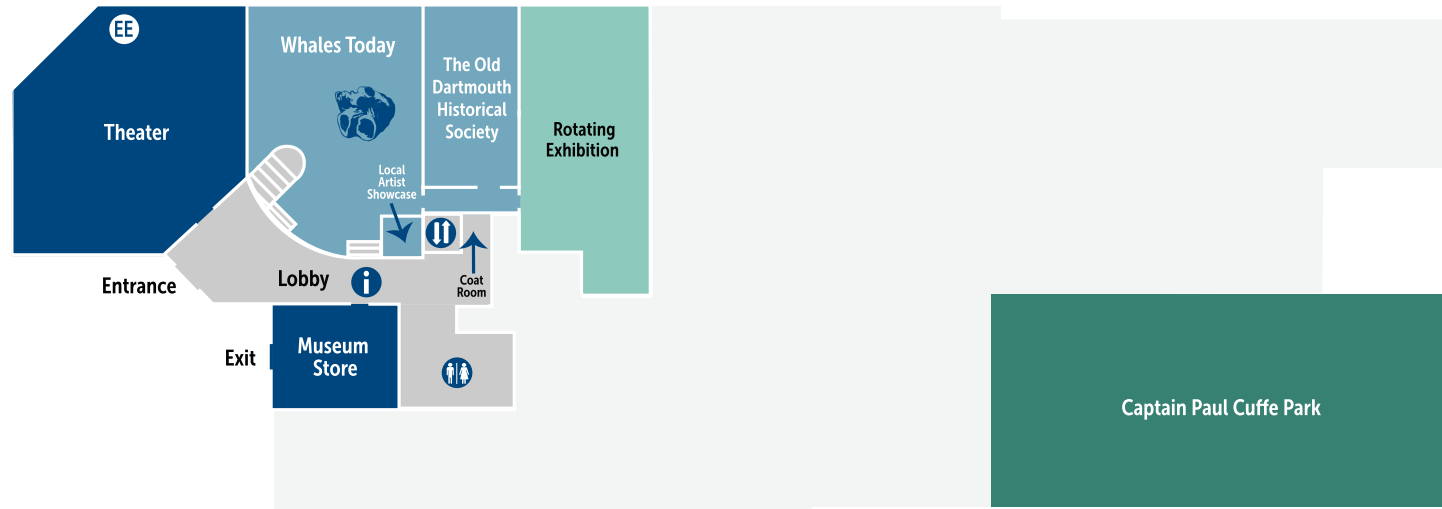 EE
Whales Today
The Old
Dartmouth
Historical
Society
Theater
Rotating
Exhibition
Local
Artist
Showcase
Entrance
Lobby
i
Coat
Room
Exit
Museum
Store
Captain Paul Cuffe Park